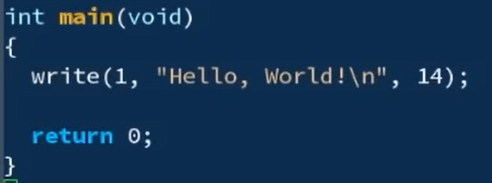 int main(void)
{
  write(1, "Hello, World!\n", 14);
  return 0;
}